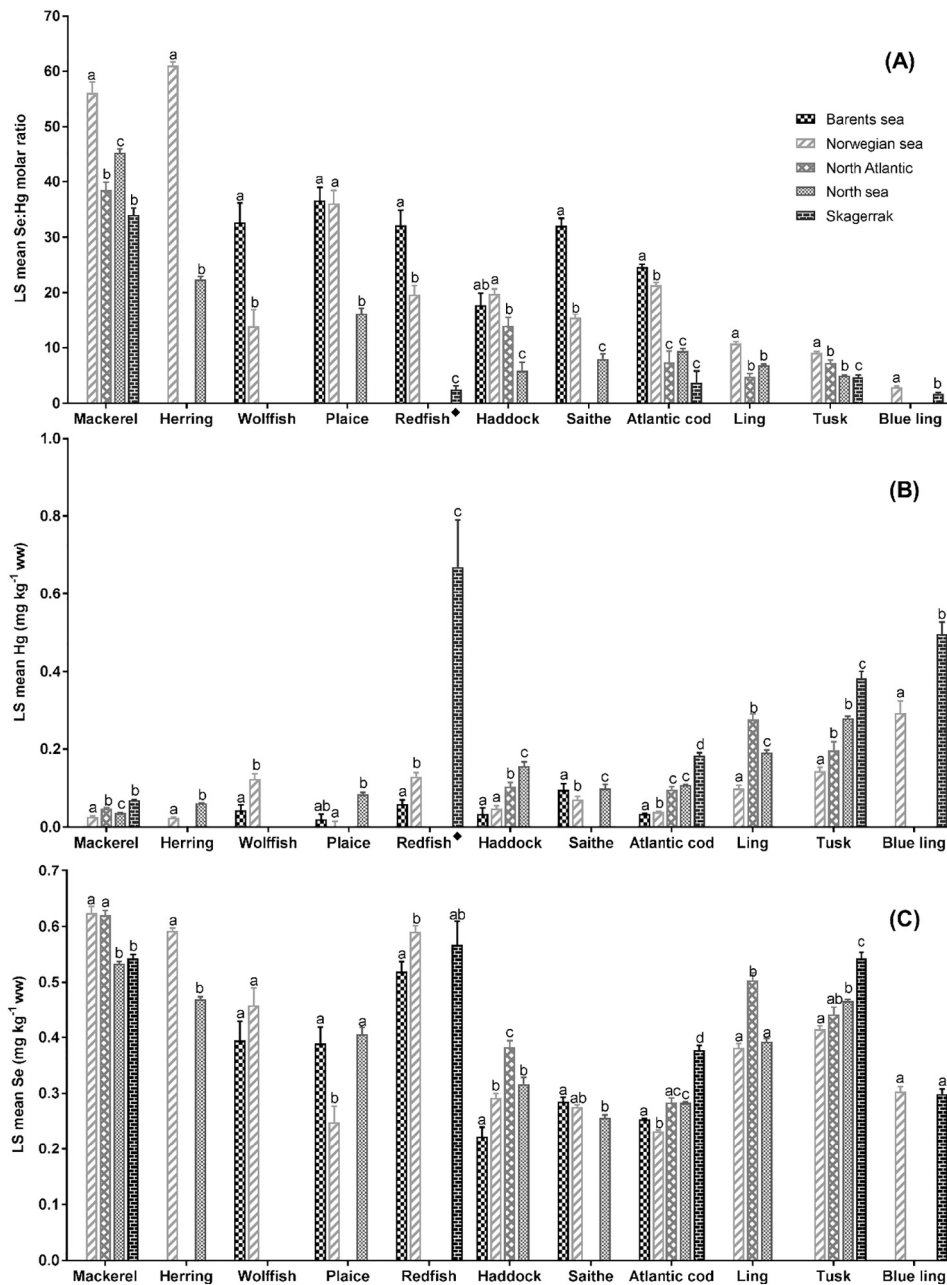 (A)
LS mean Se:Hg molar ratio
70
60
50
40
30
20
10
0
Barents sea
Norwegian sea
North Atlantic
North sea
Skagerrak
a b c b
a b
a b
a a b
a b c
ab a b c
a b b
a b c c c
a b b
a b c c
a b
Mackerel Herring Wolffish Plaice Redfish◆ Haddock Saithe Atlantic cod Ling Tusk Blue ling
(B)
LS mean Hg (mg kg⁻¹ ww)
1.0
0.8
0.6
0.4
0.2
0.0
a b c b
a b
a b
ab a b
a b c
a a b c
a b c
a b c c d
a b c
a b b c
a b
Mackerel Herring Wolffish Plaice Redfish◆ Haddock Saithe Atlantic cod Ling Tusk Blue ling
(C)
LS mean Se (mg kg⁻¹ ww)
0.7
0.6
0.5
0.4
0.3
0.2
0.1
0.0
a a b b
a b
a a
a b a
a b ab
a b c b
a ab b
a b ac c d
a b a
a ab b c
a a
Mackerel Herring Wolffish Plaice Redfish Haddock Saithe Atlantic cod Ling Tusk Blue ling